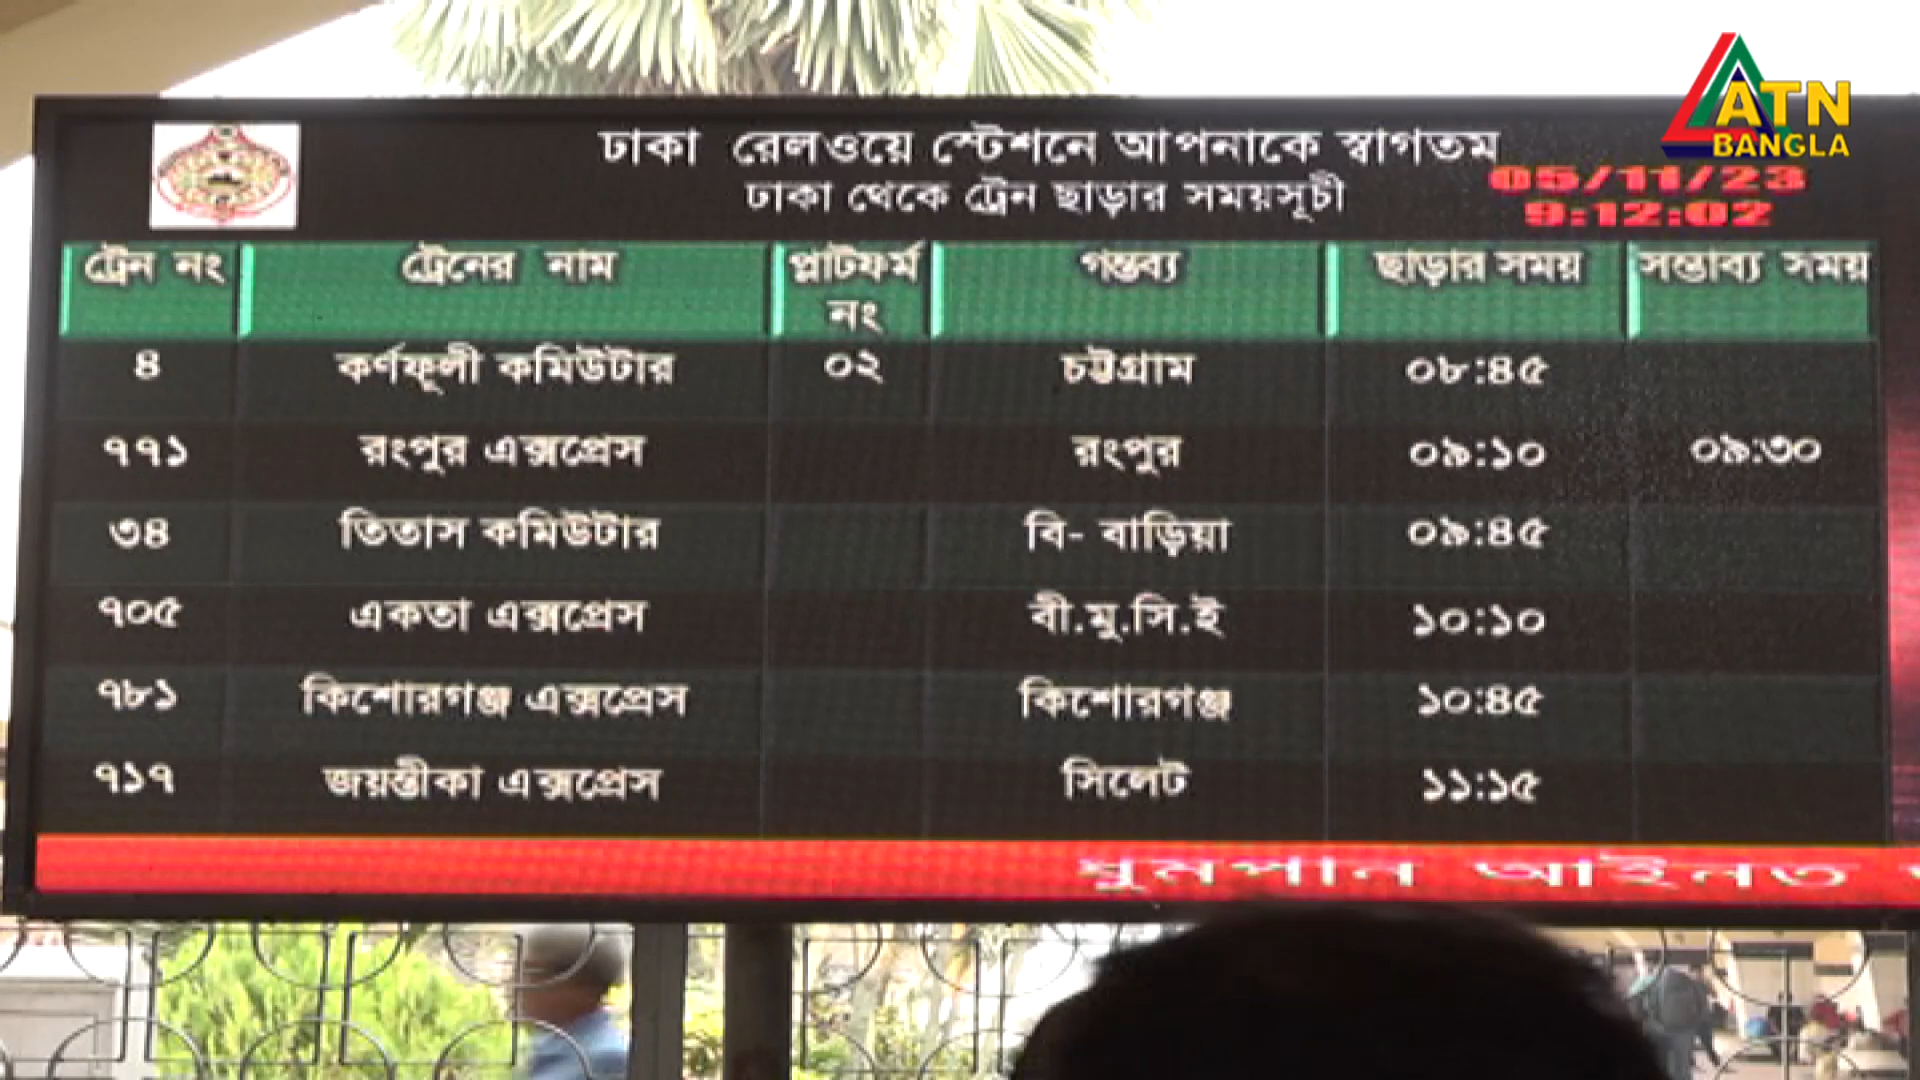 ATN
BANGLA
ঢাকা রেলওয়ে স্টেশনে আপনাকে স্বাগতম
ঢাকা থেকে ট্রেন ছাড়ার সময়সূচী
05/11/23
9:12:02
ট্রেন নং ট্রেনের নাম প্লাটফর্ম নং গন্তব্য ছাড়ার সময় সম্ভাব্য সময়
৪ কর্ণফূলী কমিউটার ০২ চট্টগ্রাম ০৮:৪৫
৭৭১ রংপুর এক্সপ্রেস রংপুর ০৯:১০ ০৯:৩০
৩৪ তিতাস কমিউটার বি- বাড়িয়া ০৯:৪৫
৭০৫ একতা এক্সপ্রেস বী.মু.সি.ই ১০:১০
৭৮১ কিশোরগঞ্জ এক্সপ্রেস কিশোরগঞ্জ ১০:৪৫
৭১৭ জয়ন্তীকা এক্সপ্রেস সিলেট ১১:১৫
ধুমপান আইনত